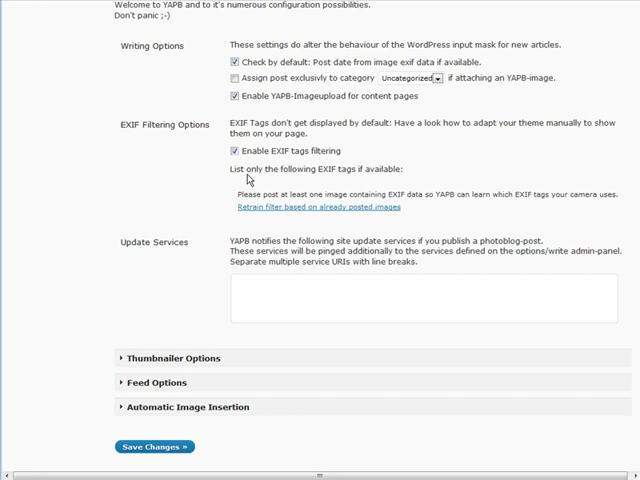 Welcome to YAPB and to it's numerous configuration possibilities.
Don't panic ;-)
Writing Options
These settings do alter the behaviour of the WordPress input mask for new articles.
Check by default: Post date from image exif data if available.
Assign post exclusivly to category Uncategorized if attaching an YAPB-image.
Enable YAPB-Imageupload for content pages
EXIF Filtering Options
EXIF Tags don't get displayed by default: Have a look how to adapt your theme manually to show
them on your page.
Enable EXIF tags filtering
List only the following EXIF tags if available:
Please post at least one image containing EXIF data so YAPB can learn which EXIF tags your camera uses.
Retrain filter based on already posted images
Update Services
YAPB notifies the following site update services if you publish a photoblog-post.
These services will be pinged additionally to the services defined on the options/write admin-panel.
Separate multiple service URIs with line breaks.
Thumbnailer Options
Feed Options
Automatic Image Insertion
Save Changes »